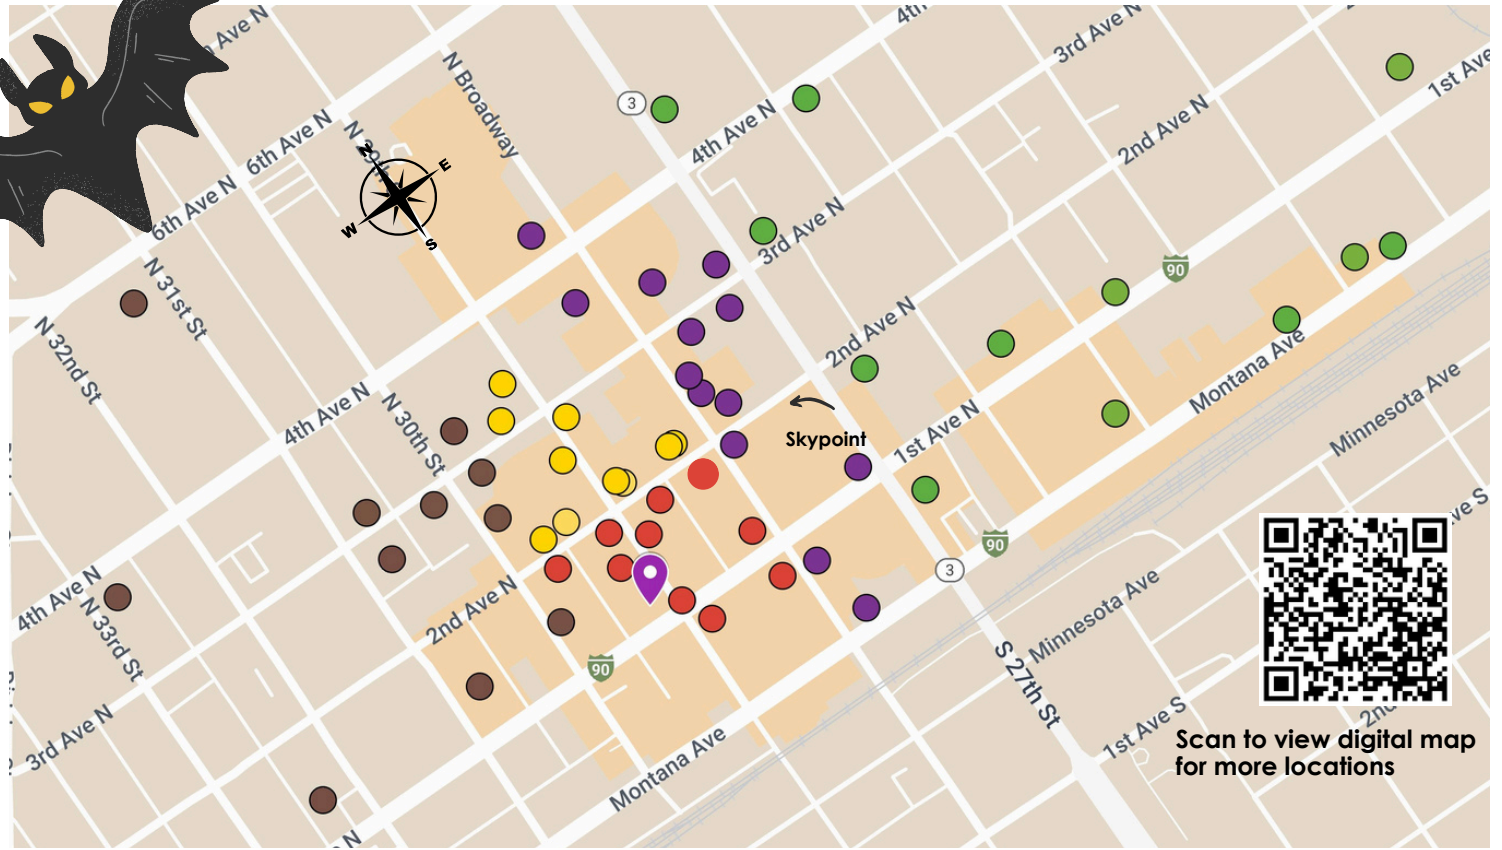 4th
3rd Ave N
N Broadway
1st Ave
3
6th Ave N
N 29th
4th Ave N
2nd Ave N
N
E
W
S
6th Ave N
3rd Ave N
N 31st St
90
N 32nd St
2nd Ave N
Montana Ave
4th Ave N
N 30th St
Skypoint
1st Ave N
Minnesota Ave
ve S
90
3
4th Ave N
N 33rd St
2nd Ave N
Minnesota Ave
90
S 27th St
3rd Ave N
1st Ave S
2nd
Montana Ave
Scan to view digital map
for more locations
N